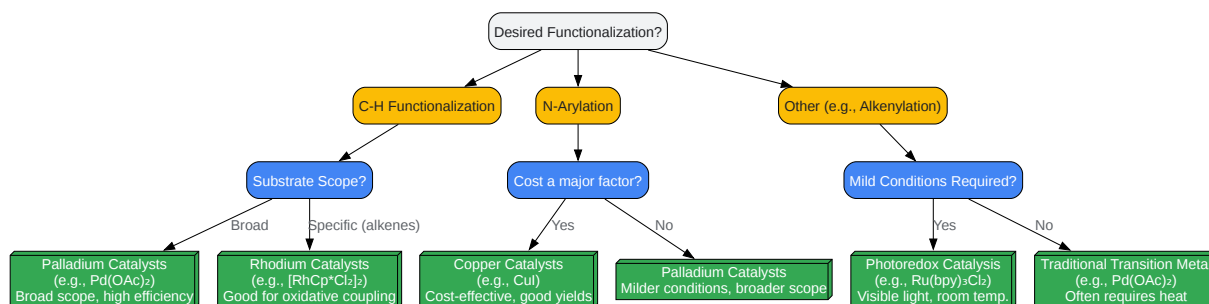 Desired Functionalization?
C-H Functionalization
N-Arylation
Other (e.g., Alkenylation)
Substrate Scope?
Cost a major factor?
Mild Conditions Required?
Broad
Specific (alkenes)
Yes
No
Yes
No
Palladium Catalysts
(e.g., Pd(OAc)₂)
Broad scope, high efficiency
Rhodium Catalysts
(e.g., [RhCp*Cl₂]₂)
Good for oxidative coupling
Copper Catalysts
(e.g., CuI)
Cost-effective, good yields
Palladium Catalysts
Milder conditions, broader scope
Photoredox Catalysis
(e.g., Ru(bpy)₃Cl₂)
Visible light, room temp.
Traditional Transition Meta
(e.g., Pd(OAc)₂)
Often requires heat